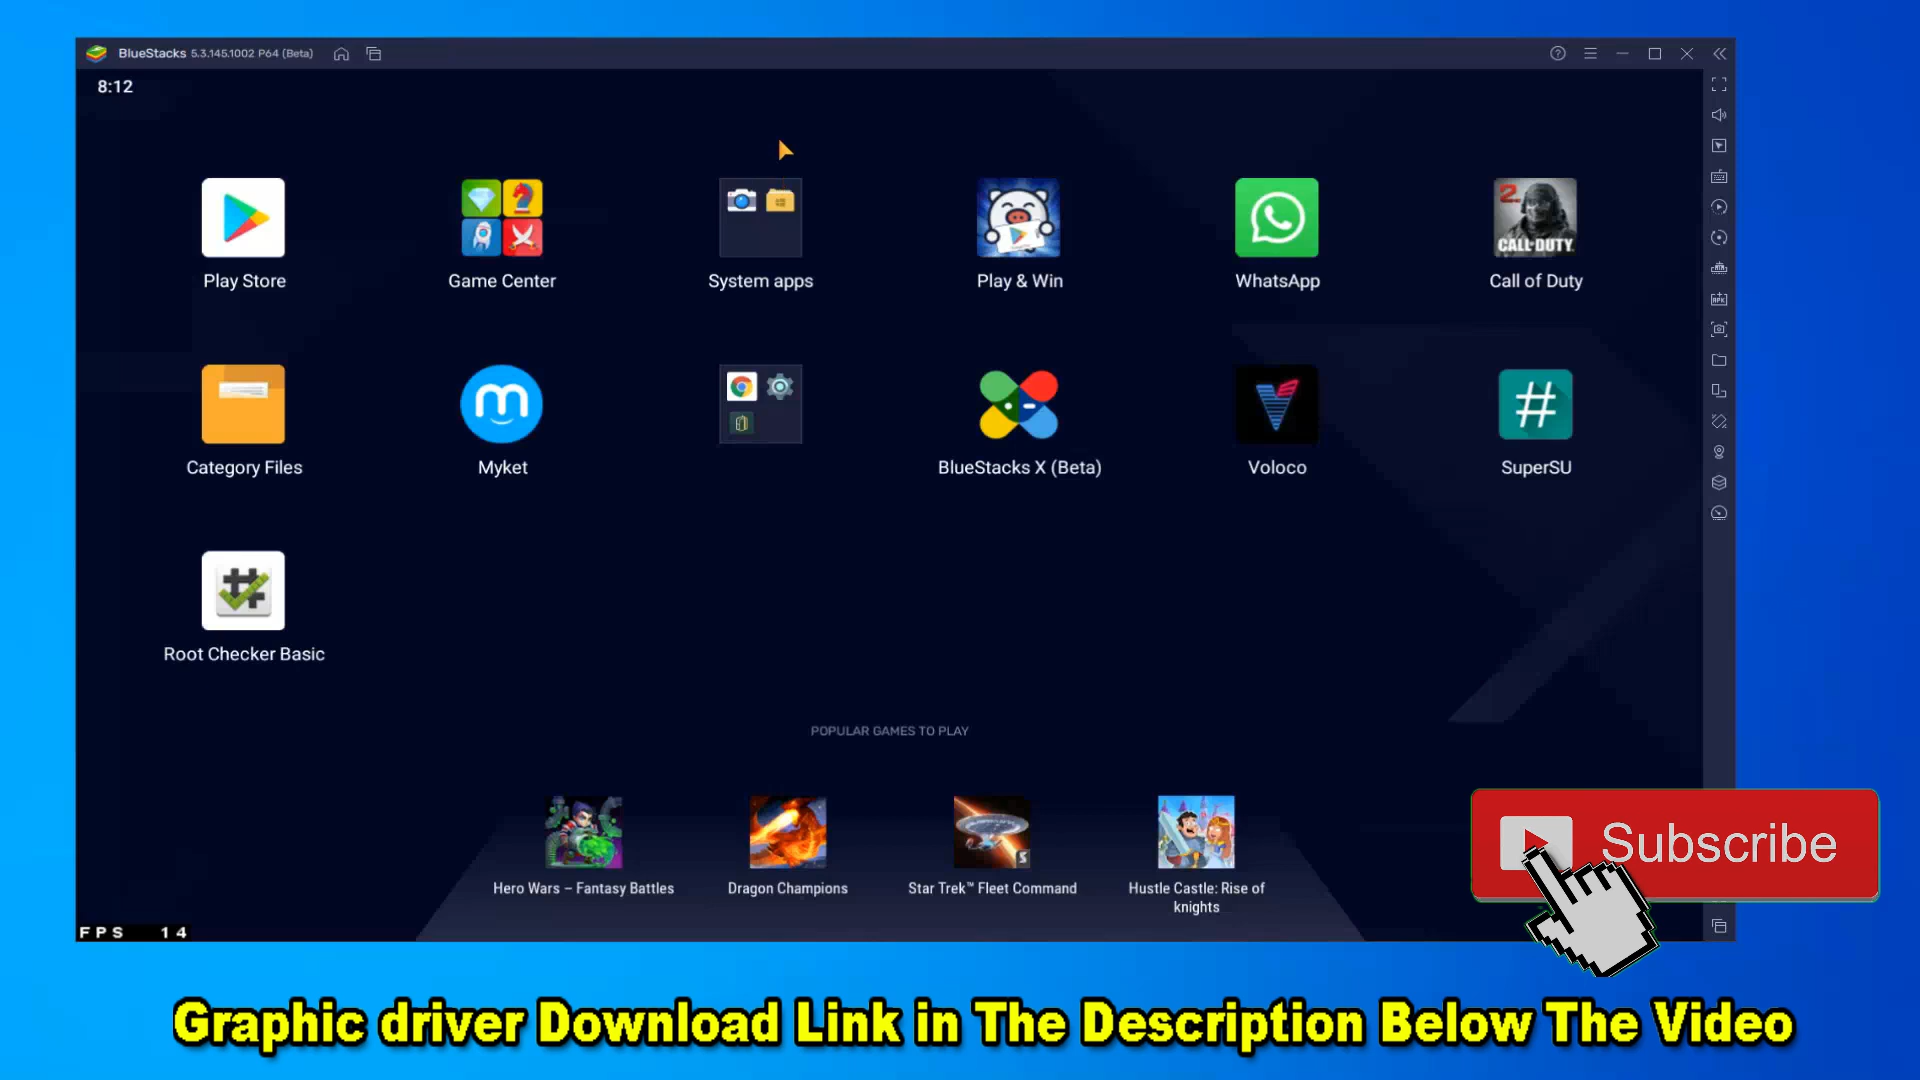 BlueStacks 5.3.145.1002 P64 (Beta)
8:12
Play Store
Game Center
System apps
Play & Win
WhatsApp
2
CALL·DUTY
Call of Duty
Category Files
Myket
BlueStacks X (Beta)
Voloco
SuperSU
Root Checker Basic
POPULAR GAMES TO PLAY
Hero Wars – Fantasy Battles
Dragon Champions
Star Trek™ Fleet Command
Hustle Castle: Rise of
knights
Subscribe
FPS 14
Graphic driver Download Link in The Description Below The Video